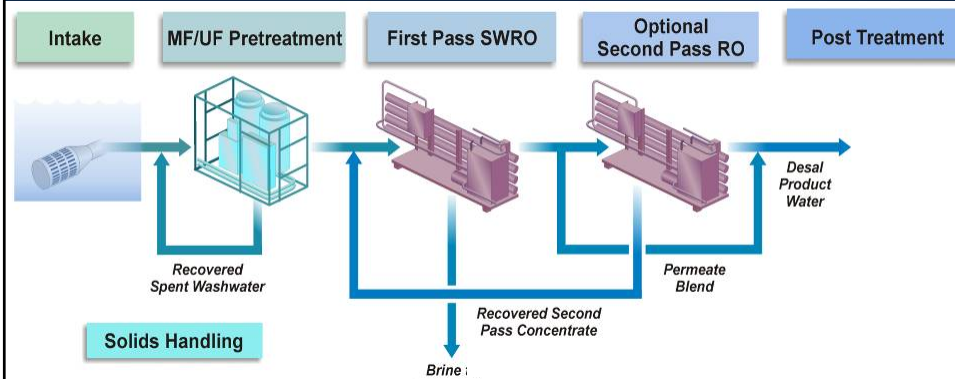 Intake
MF/UF Pretreatment
First Pass SWRO
Optional
Second Pass RO
Post Treatment
Desal
Product
Water
Recovered
Spent Washwater
Permeate
Blend
Recovered Second
Pass Concentrate
Solids Handling
Brine